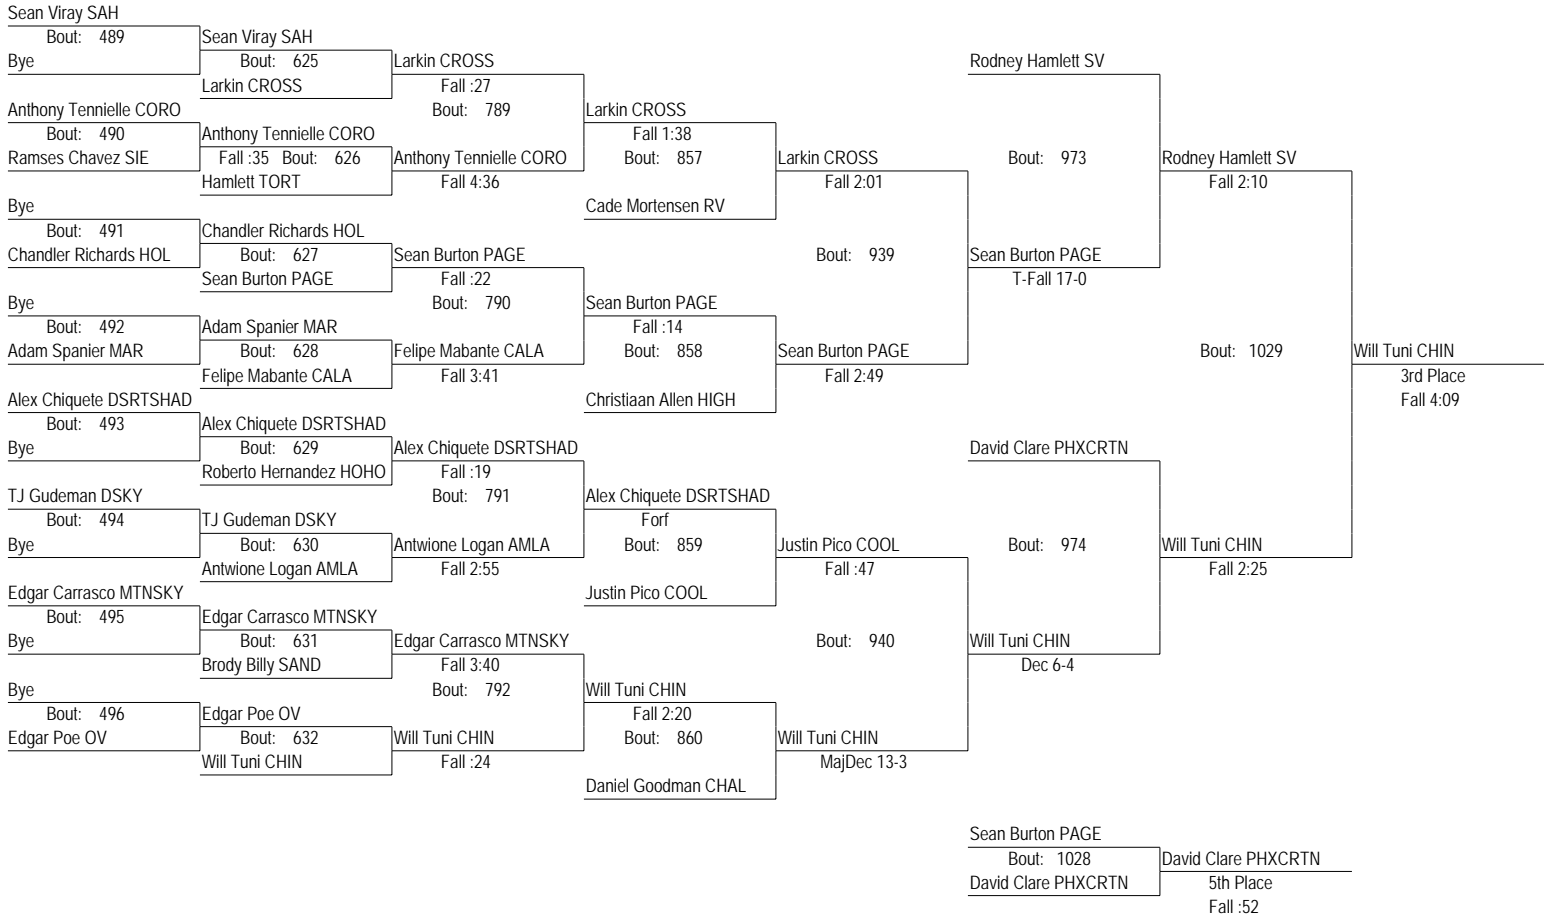 Sean Viray SAH
Bout: 489
Bye
Anthony Tennielle CORO
Bout: 490
Ramses Chavez SIE
Bye
Bout: 491
Chandler Richards HOL
Bye
Bout: 492
Adam Spanier MAR
Alex Chiquete DSRTSHAD
Bout: 493
Bye
TJ Gudeman DSKY
Bout: 494
Bye
Edgar Carrasco MTNSKY
Bout: 495
Bye
Bye
Bout: 496
Edgar Poe OV
Sean Viray SAH
Bout: 625
Larkin CROSS
Anthony Tennielle CORO
Fall :35 Bout: 626
Hamlett TORT
Chandler Richards HOL
Bout: 627
Sean Burton PAGE
Adam Spanier MAR
Bout: 628
Felipe Mabante CALA
Alex Chiquete DSRTSHAD
Bout: 629
Roberto Hernandez HOHO
TJ Gudeman DSKY
Bout: 630
Antwione Logan AMLA
Edgar Carrasco MTNSKY
Bout: 631
Brody Billy SAND
Edgar Poe OV
Bout: 632
Will Tuni CHIN
Larkin CROSS
Fall :27
Bout: 789
Anthony Tennielle CORO
Fall 4:36
Sean Burton PAGE
Fall :22
Bout: 790
Felipe Mabante CALA
Fall 3:41
Alex Chiquete DSRTSHAD
Fall :19
Bout: 791
Antwione Logan AMLA
Fall 2:55
Edgar Carrasco MTNSKY
Fall 3:40
Bout: 792
Will Tuni CHIN
Fall :24
Larkin CROSS
Fall 1:38
Bout: 857
Cade Mortensen RV
Sean Burton PAGE
Fall :14
Bout: 858
Christiaan Allen HIGH
Alex Chiquete DSRTSHAD
Forf
Bout: 859
Justin Pico COOL
Will Tuni CHIN
Fall 2:20
Bout: 860
Daniel Goodman CHAL
Larkin CROSS
Fall 2:01
Bout: 939
Sean Burton PAGE
Fall 2:49
Justin Pico COOL
Fall :47
Bout: 940
Will Tuni CHIN
MajDec 13-3
Rodney Hamlett SV
Bout: 973
Sean Burton PAGE
T-Fall 17-0
David Clare PHXCRTN
Bout: 974
Will Tuni CHIN
Dec 6-4
Rodney Hamlett SV
Fall 2:10
Bout: 1029
Will Tuni CHIN
Fall 2:25
Will Tuni CHIN
3rd Place
Fall 4:09
Sean Burton PAGE
Bout: 1028
David Clare PHXCRTN
David Clare PHXCRTN
5th Place
Fall :52